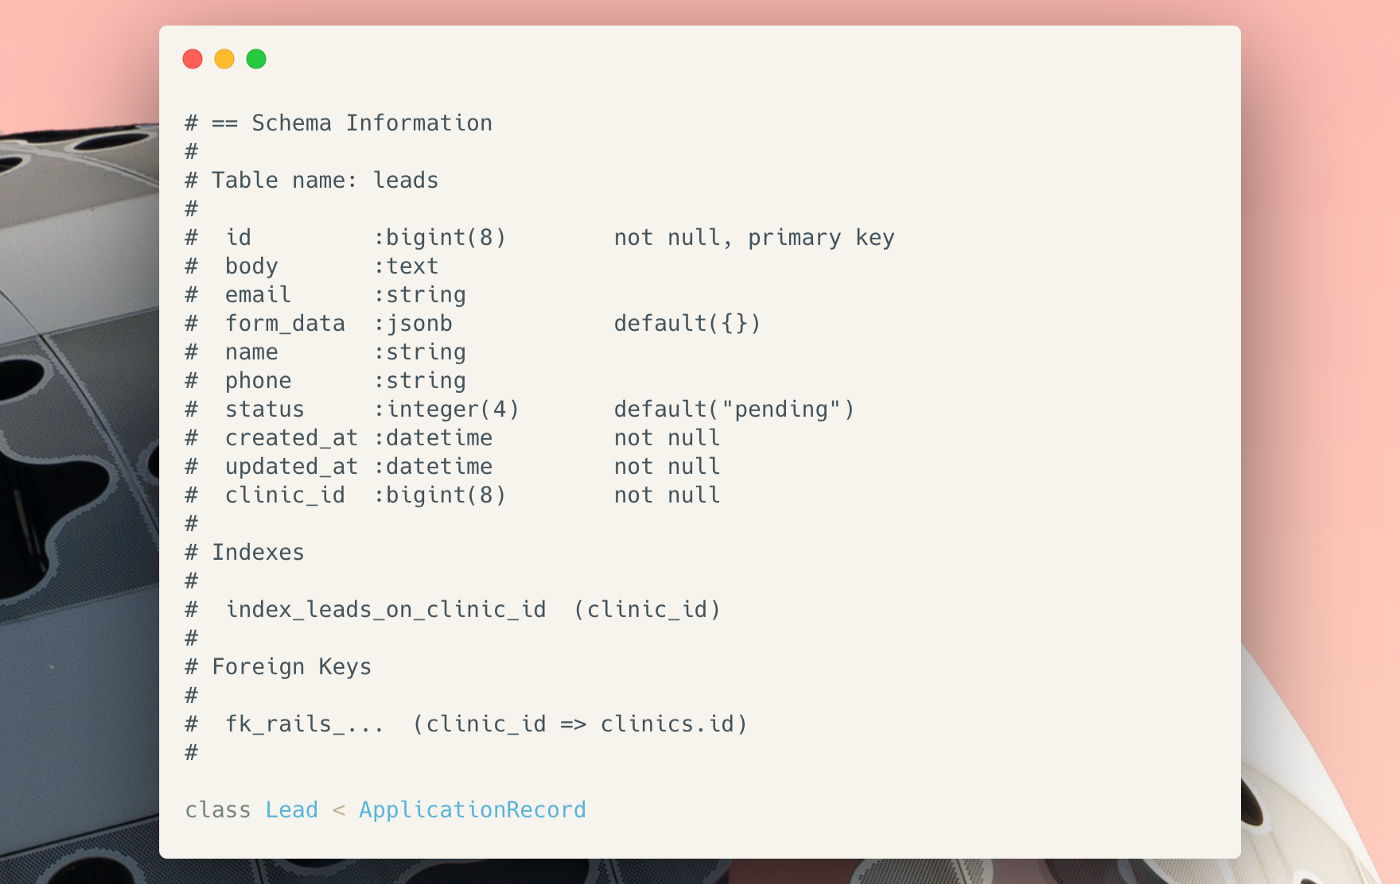 # == Schema Information
#
# Table name: leads
#
#  id         :bigint(8)        not null, primary key
#  body       :text
#  email      :string
#  form_data  :jsonb            default({})
#  name       :string
#  phone      :string
#  status     :integer(4)       default("pending")
#  created_at :datetime         not null
#  updated_at :datetime         not null
#  clinic_id  :bigint(8)        not null
#
# Indexes
#
#  index_leads_on_clinic_id  (clinic_id)
#
# Foreign Keys
#
#  fk_rails_...  (clinic_id => clinics.id)
#
class Lead < ApplicationRecord